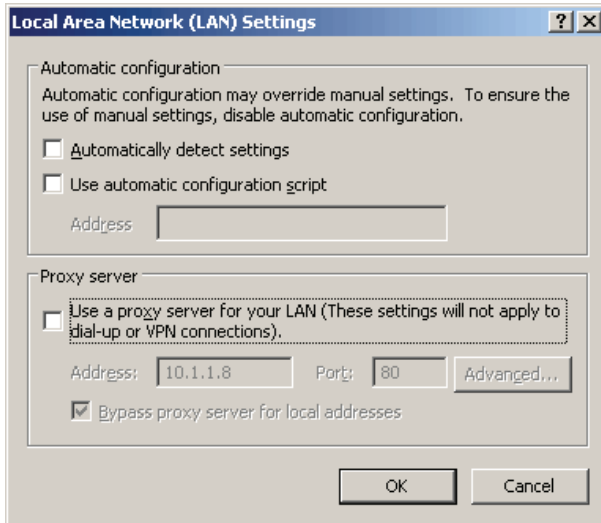 Local Area Network (LAN) Settings
Automatic configuration
Automatic configuration may override manual settings. To ensure the
use of manual settings, disable automatic configuration.
Automatically detect settings
Use automatic configuration script
Address
Proxy server
Use a proxy server for your LAN (These settings will not apply to
dial-up or VPN connections).
Address: 10.1.1.8 Port: 80 Advanced...
Bypass proxy server for local addresses
OK Cancel